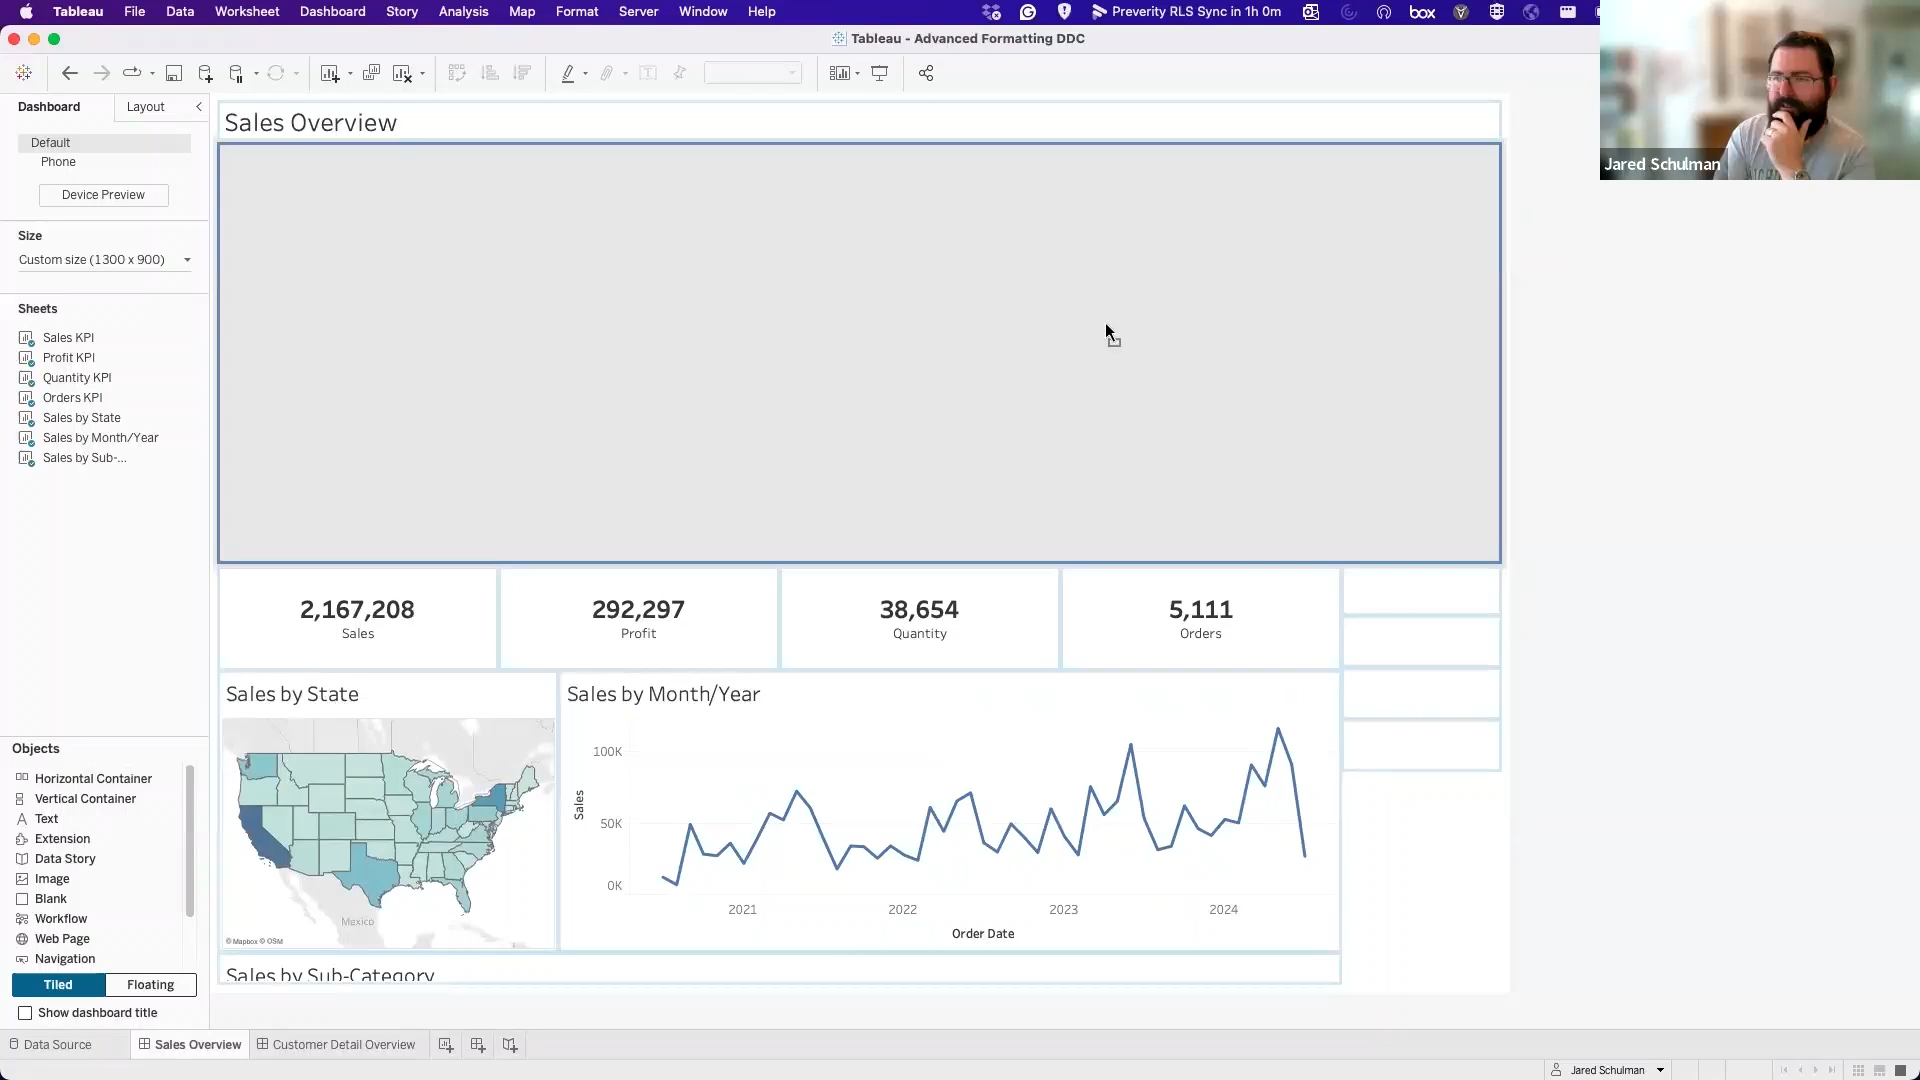 Tableau File Data Worksheet Dashboard Story Analysis Map Format Server Window Help
Preverity RLS Sync in 1h 0m
box
Tableau - Advanced Formatting DDC
Dashboard
Layout
Default
Phone
Device Preview
Size
Custom size (1300 x 900)
Sheets
Sales KPI
Profit KPI
Quantity KPI
Orders KPI
Sales by State
Sales by Month/Year
Sales by Sub-...
Objects
Horizontal Container
Vertical Container
Text
Extension
Data Story
Image
Blank
Workflow
Web Page
Navigation
Tiled
Floating
Show dashboard title
Sales Overview
2,167,208
Sales
292,297
Profit
38,654
Quantity
5,111
Orders
Sales by State
Mexico
© Mapbox © OSM
Sales by Month/Year
Sales
100K
50K
0K
2021
2022
2023
2024
Order Date
Sales by Sub-Category
Jared Schulman
Data Source
Sales Overview
Customer Detail Overview
Jared Schulman